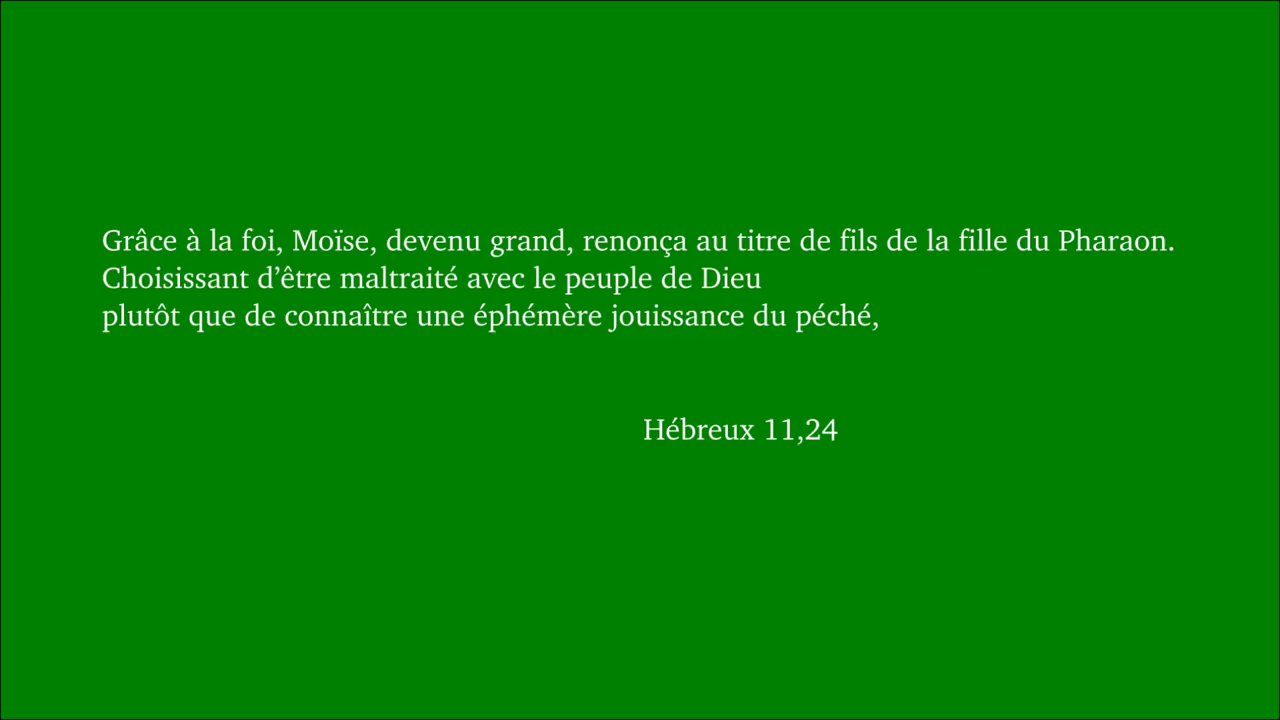 Grâce à la foi, Moïse, devenu grand, renonça au titre de fils de la fille du Pharaon.
Choisissant d’être maltraité avec le peuple de Dieu
plutôt que de connaître une éphémère jouissance du péché,
Hébreux 11,24